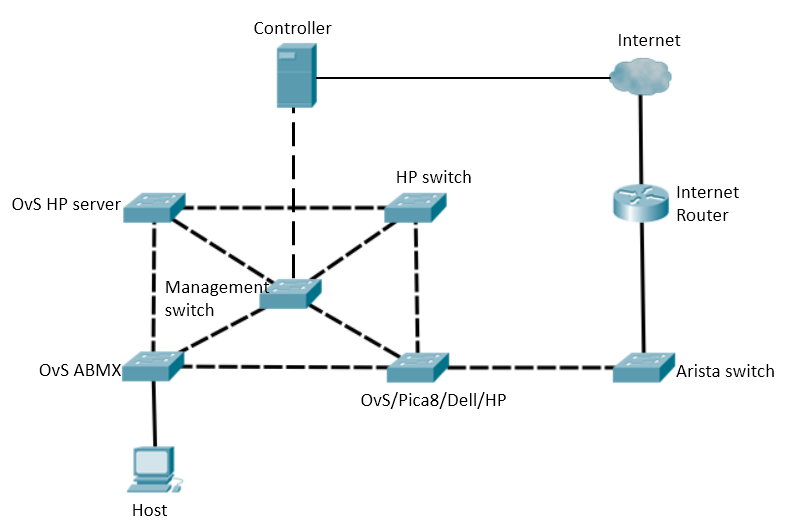 Controller
Internet
HP switch
OvS HP server
Internet
Router
Management
switch
OvS ABMX
Arista switch
OvS/Pica8/Dell/HP
Host